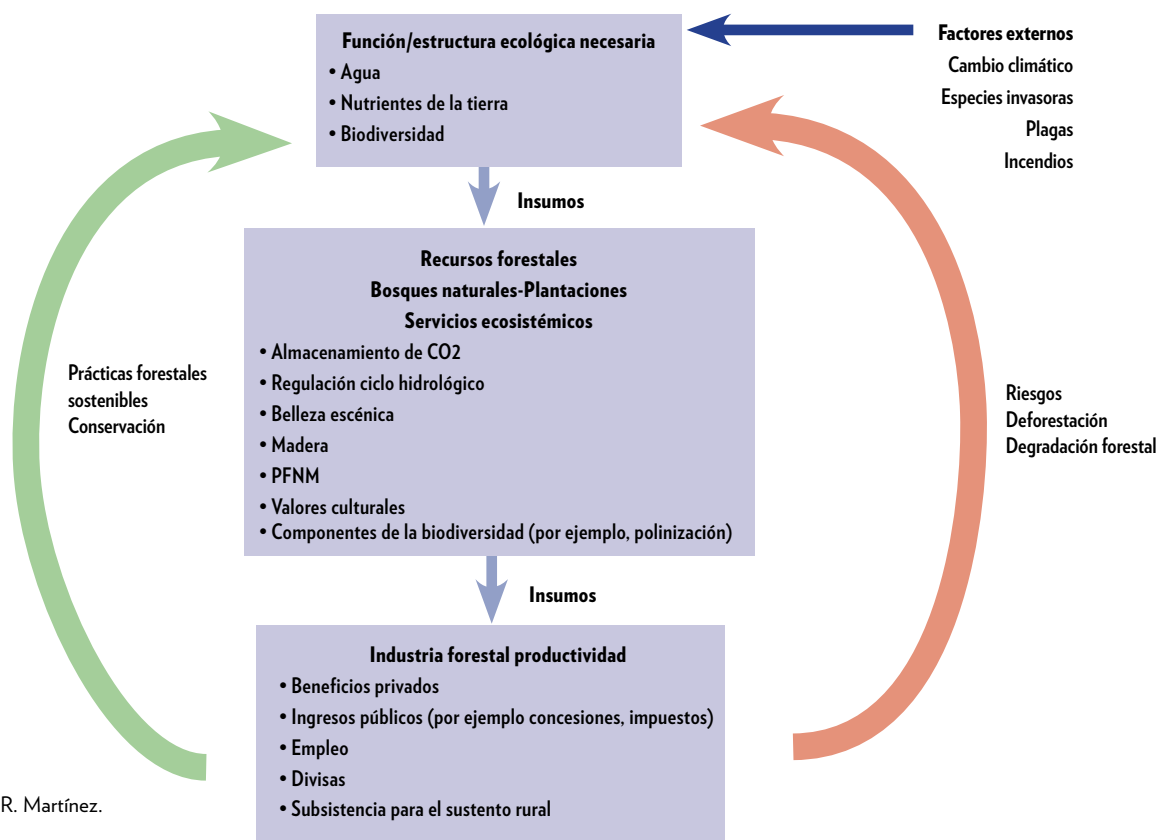 Función/estructura ecológica necesaria
• Agua
• Nutrientes de la tierra
• Biodiversidad
Factores externos
Cambio climático
Especies invasoras
Plagas
Incendios
Insumos
Recursos forestales
Bosques naturales-Plantaciones
Servicios ecosistémicos
• Almacenamiento de CO2
• Regulación ciclo hidrológico
• Belleza escénica
• Madera
• PFNM
• Valores culturales
• Componentes de la biodiversidad (por ejemplo, polinización)
Prácticas forestales
sostenibles
Conservación
Riesgos
Deforestación
Degradación forestal
Insumos
Industria forestal productividad
• Beneficios privados
• Ingresos públicos (por ejemplo concesiones, impuestos)
• Empleo
• Divisas
• Subsistencia para el sustento rural
R. Martínez.